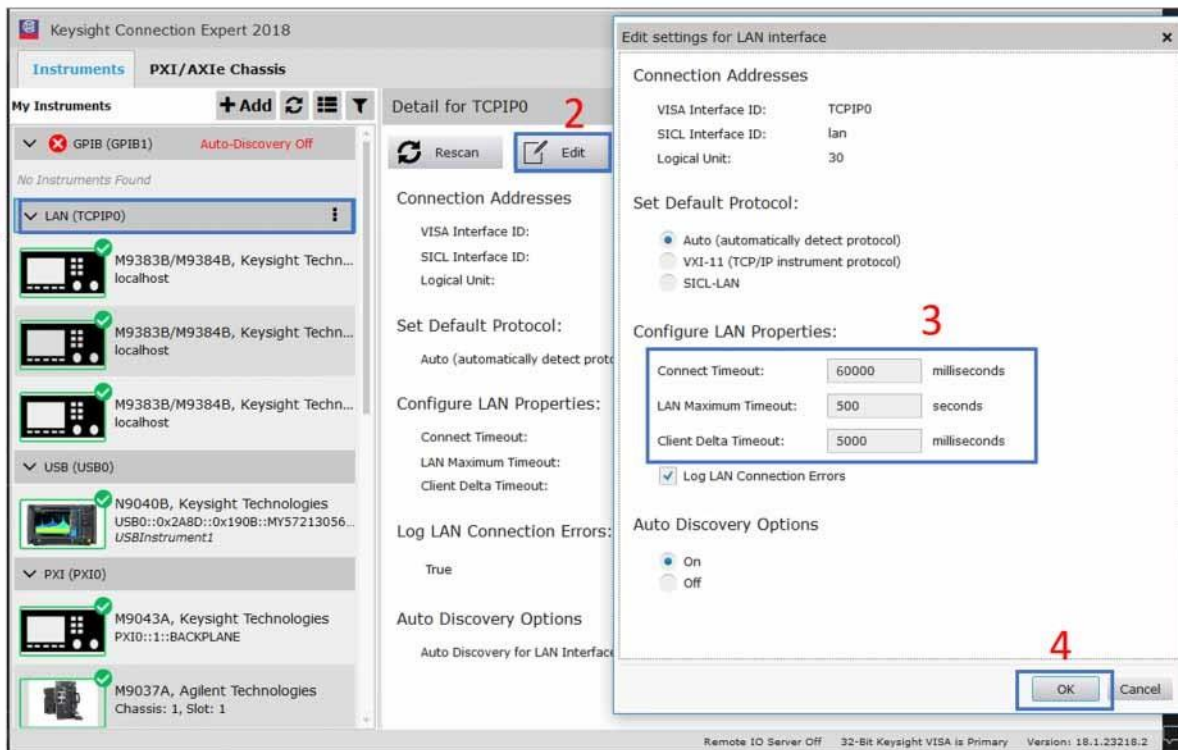 Keysight Connection Expert 2018
Instruments PXI/AXIe Chassis
My Instruments
+Add
GPIB (GPIB1) Auto-Discovery Off
No Instruments Found
LAN (TCPIP0)
M9383B/M9384B, Keysight Techn...
localhost
M9383B/M9384B, Keysight Techn...
localhost
M9383B/M9384B, Keysight Techn...
localhost
USB (USB0)
N9040B, Keysight Technologies
USB0::0x2A8D::0x190B::MY57213056...
USBInstrument1
PXI (PXI0)
M9043A, Keysight Technologies
PXI0::1::BACKPLANE
M9037A, Agilent Technologies
Chassis: 1, Slot: 1
Detail for TCPIP0
2
Rescan Edit
Connection Addresses
VISA Interface ID:
SICL Interface ID:
Logical Unit:
Set Default Protocol:
Auto (automatically detect proto
Configure LAN Properties:
Connect Timeout:
LAN Maximum Timeout:
Client Delta Timeout:
Log LAN Connection Errors:
True
Auto Discovery Options
Auto Discovery for LAN Interface
Edit settings for LAN interface
Connection Addresses
VISA Interface ID: TCPIP0
SICL Interface ID: lan
Logical Unit: 30
Set Default Protocol:
Auto (automatically detect protocol)
VXI-11 (TCP/IP instrument protocol)
SICL-LAN
3
Configure LAN Properties:
Connect Timeout: 60000 milliseconds
LAN Maximum Timeout: 500 seconds
Client Delta Timeout: 5000 milliseconds
Log LAN Connection Errors
Auto Discovery Options
On
Off
4
OK Cancel
Remote IO Server Off 32-Bit Keysight VISA is Primary Version: 18.1.23218.2